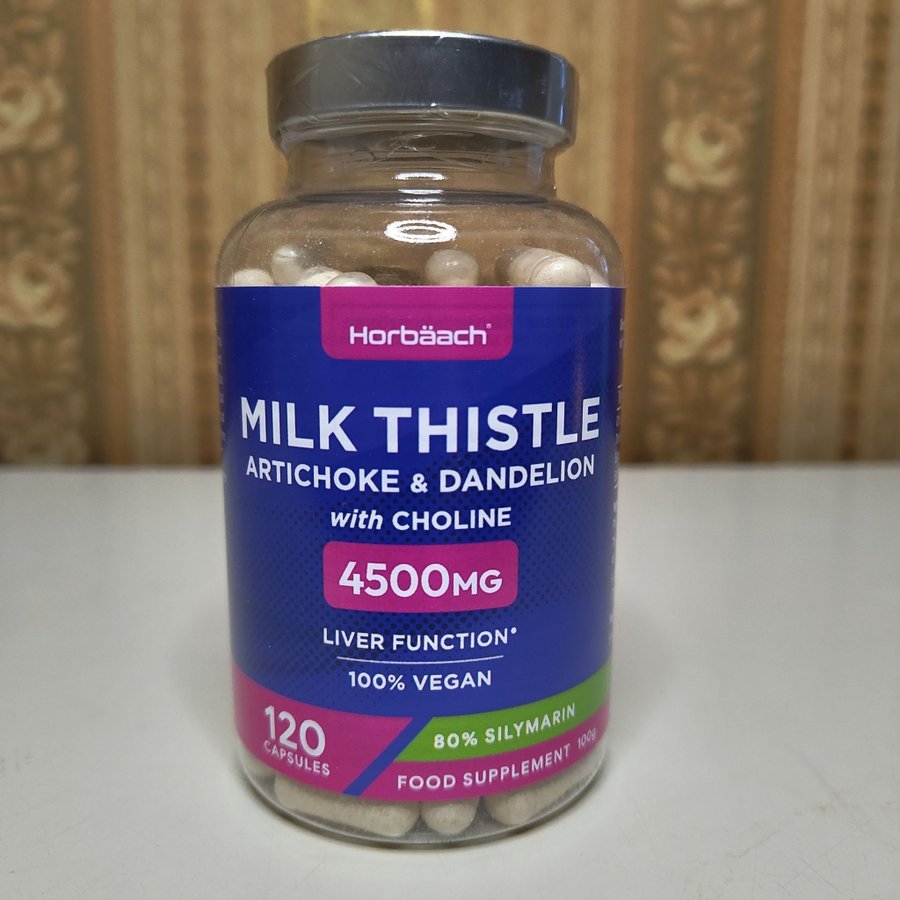 Horbäach®
MILK THISTLE
ARTICHOKE & DANDELION
with CHOLINE
4500MG
LIVER FUNCTION•
100% VEGAN
120
CAPSULES
80% SILYMARIN
FOOD SUPPLEMENT 100g